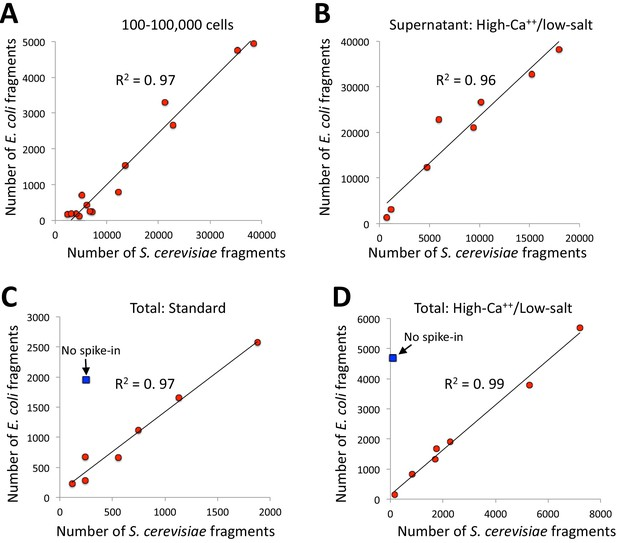 A
100-100,000 cells
Number of E. coli fragments
5000
4000
3000
2000
1000
0
R² = 0. 97
0 10000 20000 30000 40000
Number of S. cerevisiae fragments
B
Supernatant: High-Ca⁺⁺/low-salt
Number of E. coli fragments
40000
30000
20000
10000
0
R² = 0. 96
0 5000 10000 15000 20000
Number of S. cerevisiae fragments
C
Total: Standard
Number of E. coli fragments
3000
2500
2000
1500
1000
500
0
No spike-in
R² = 0. 97
0 500 1000 1500 2000
Number of S. cerevisiae fragments
D
Total: High-Ca⁺⁺/Low-salt
Number of E. coli fragments
6000
5000
4000
3000
2000
1000
0
No spike-in
R² = 0. 99
0 2000 4000 6000 8000
Number of S. cerevisiae fragments